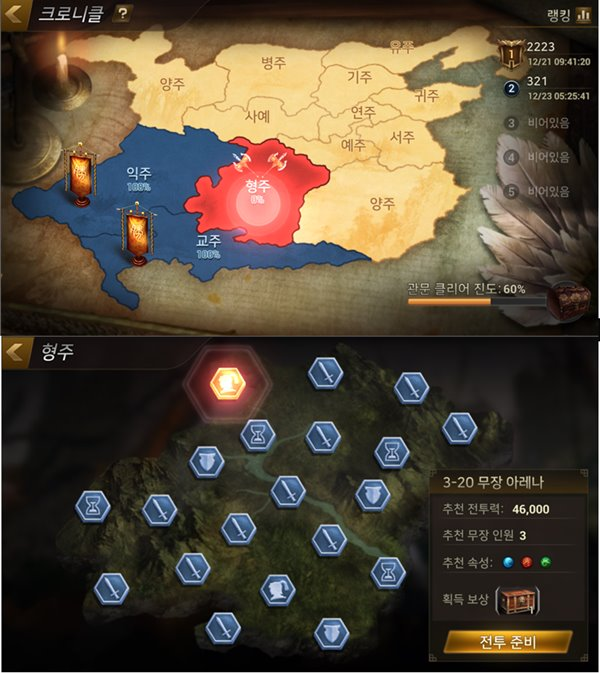 크로니클 ?
랭킹
유주
병주
기주
양주
귀주
연주
사예
서주
예주
익주
100%
형주
0%
양주
교주
100%
1 2223
12/21 09:41:20
2 321
12/23 05:25:41
3 비어있음
4 비어있음
5 비어있음
관문 클리어 진도: 60%
형주
3-20 무장 아레나
추천 전투력: 46,000
추천 무장 인원 3
추천 속성:
획득 보상
전투 준비